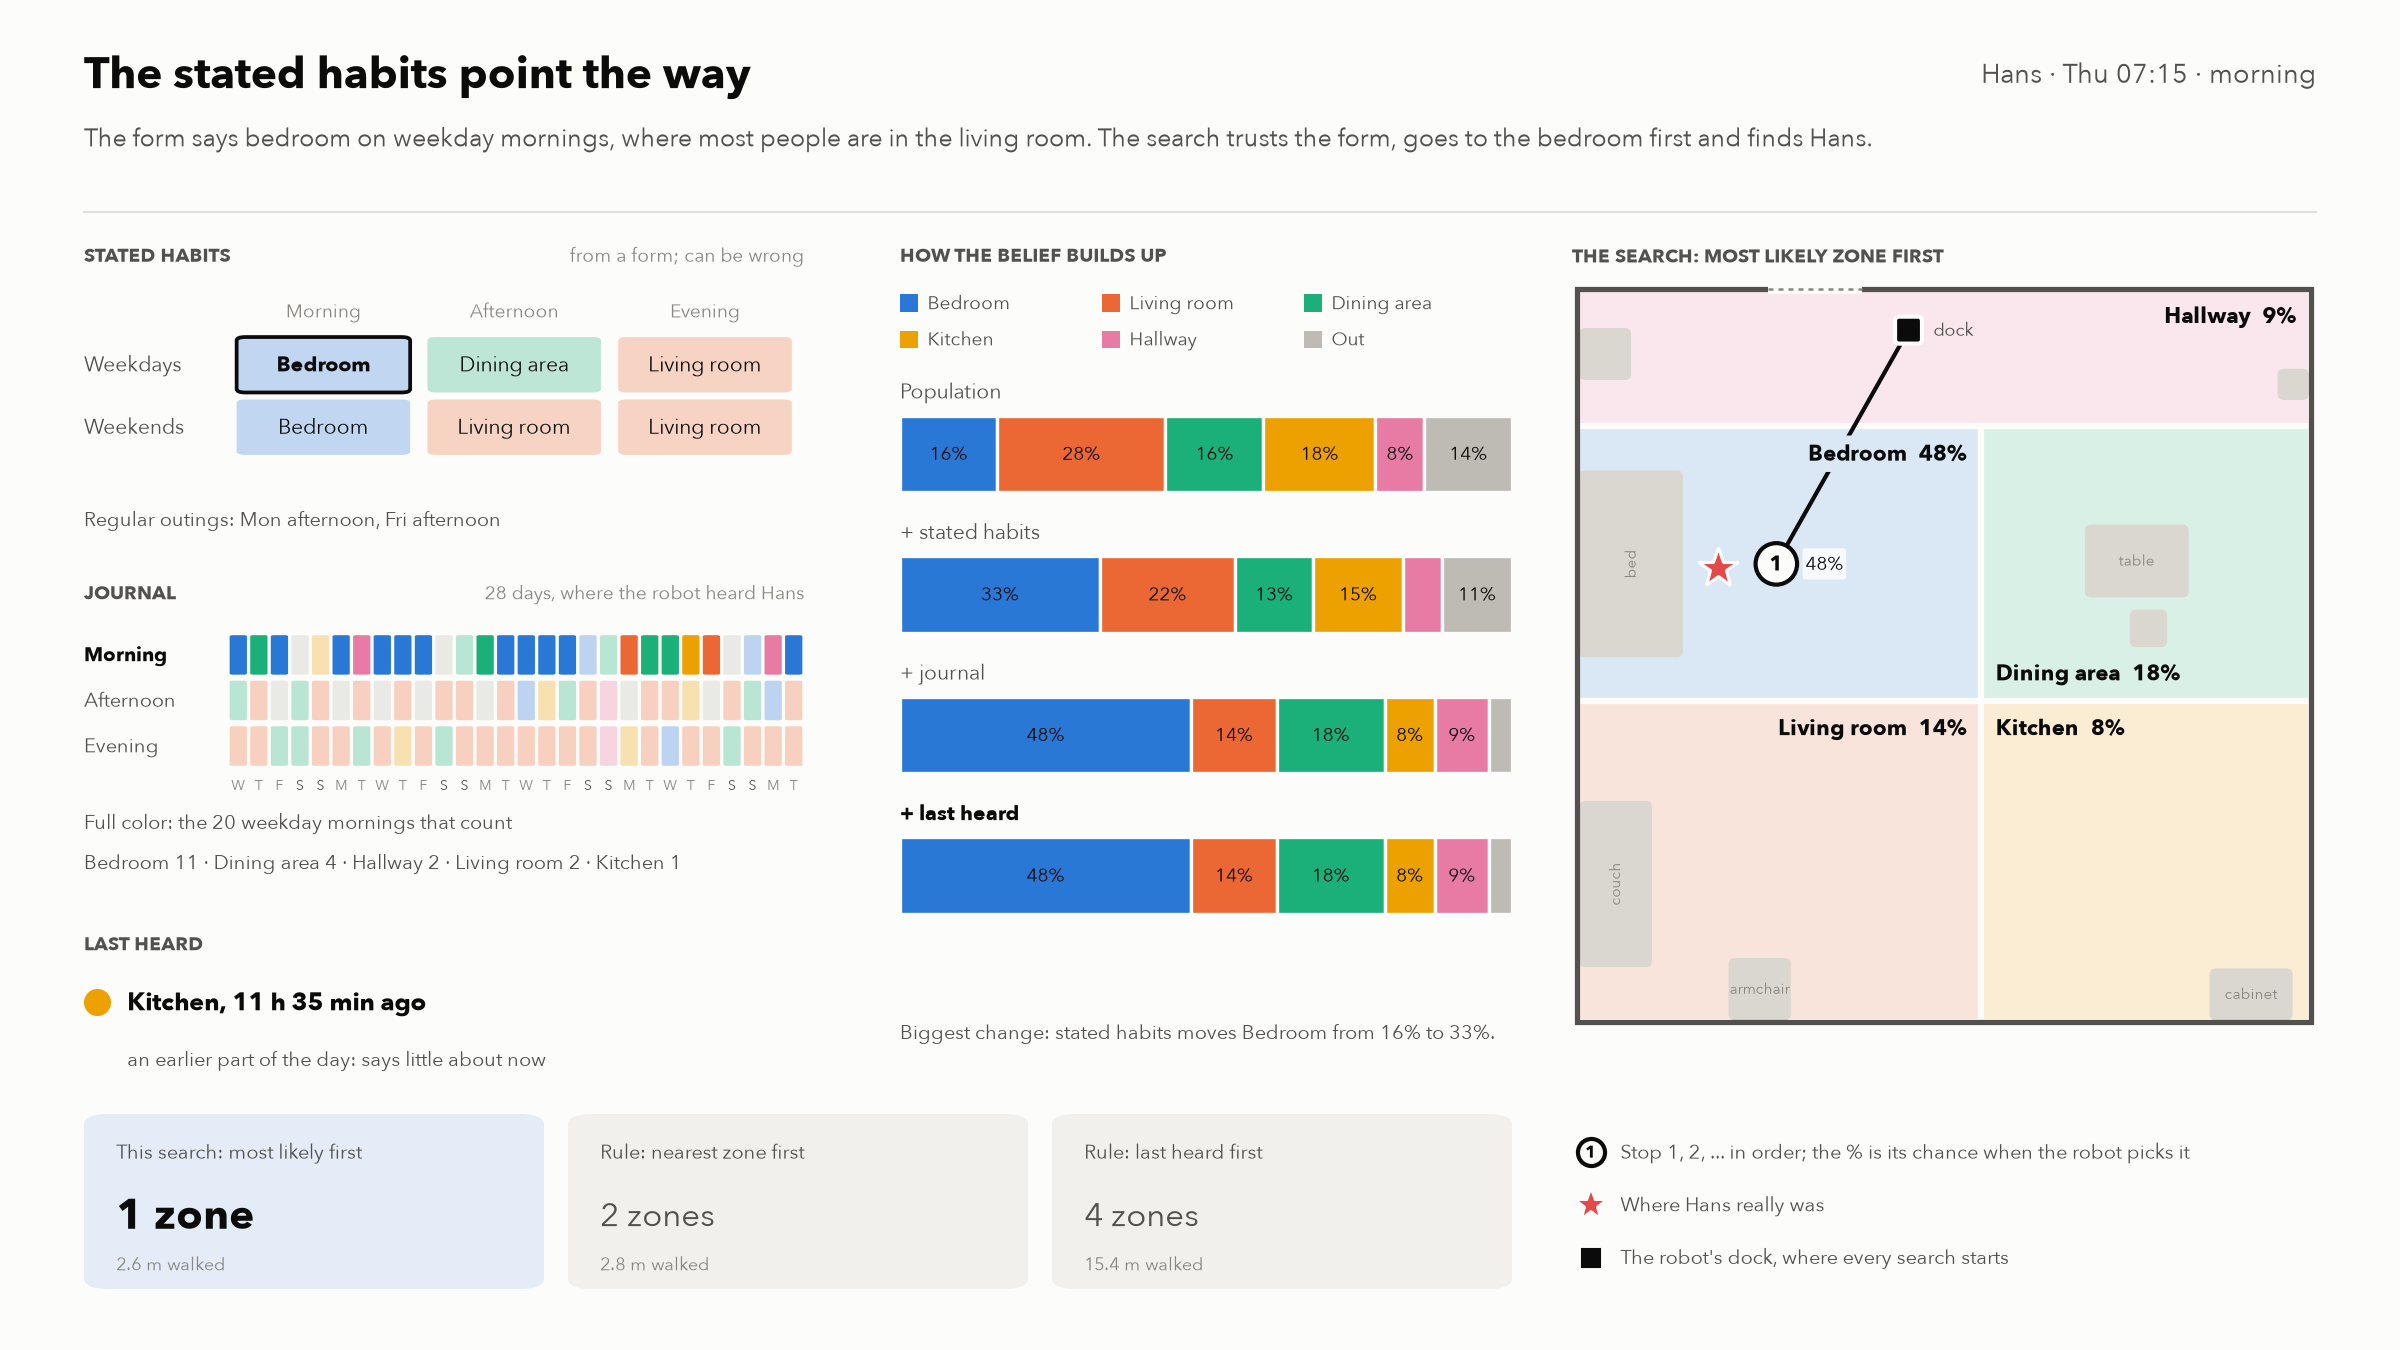 The stated habits point the way
Hans · Thu 07:15 · morning
The form says bedroom on weekday mornings, where most people are in the living room. The search trusts the form, goes to the bedroom first and finds Hans.
STATED HABITS
from a form; can be wrong
Morning Afternoon Evening
Weekdays Bedroom Dining area Living room
Weekends Bedroom Living room Living room
Regular outings: Mon afternoon, Fri afternoon
JOURNAL
28 days, where the robot heard Hans
Morning
Afternoon
Evening
W T F S S M T W T F S S M T W T F S S M T W T F S S M T
Full color: the 20 weekday mornings that count
Bedroom 11 · Dining area 4 · Hallway 2 · Living room 2 · Kitchen 1
LAST HEARD
Kitchen, 11 h 35 min ago
an earlier part of the day: says little about now
HOW THE BELIEF BUILDS UP
Bedroom Living room Dining area
Kitchen Hallway Out
Population
16% 28% 16% 18% 8% 14%
+ stated habits
33% 22% 13% 15% 11%
+ journal
48% 14% 18% 8% 9%
+ last heard
48% 14% 18% 8% 9%
Biggest change: stated habits moves Bedroom from 16% to 33%.
THE SEARCH: MOST LIKELY ZONE FIRST
Hallway 9%
dock
Bedroom 48%
bed
1 48%
table
Dining area 18%
Living room 14%
Kitchen 8%
couch
armchair
cabinet
This search: most likely first
1 zone
2.6 m walked
Rule: nearest zone first
2 zones
2.8 m walked
Rule: last heard first
4 zones
15.4 m walked
1 Stop 1, 2, ... in order; the % is its chance when the robot picks it
Where Hans really was
The robot's dock, where every search starts